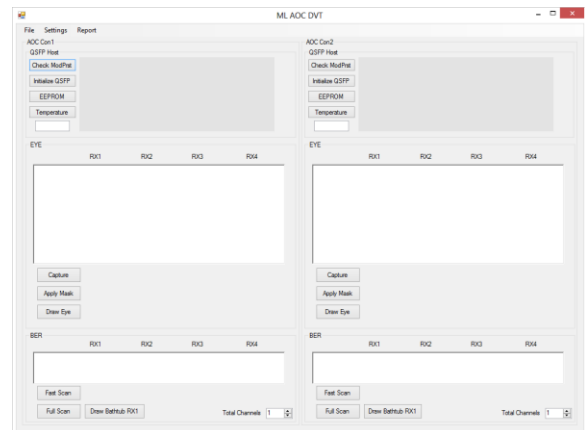 ML AOC DVT
File Settings Report
AOC Con1
QSFP Host
Check ModPrst
Initialize QSFP
EEPROM
Temperature
EYE
RX1 RX2 RX3 RX4
Capture
Apply Mask
Draw Eye
BER
RX1 RX2 RX3 RX4
Fast Scan
Full Scan Draw Bathtub RX1 Total Channels 1
AOC Con2
QSFP Host
Check ModPrst
Initialize QSFP
EEPROM
Temperature
EYE
RX1 RX2 RX3 RX4
Capture
Apply Mask
Draw Eye
BER
RX1 RX2 RX3 RX4
Fast Scan
Full Scan Draw Bathtub RX1 Total Channels 1